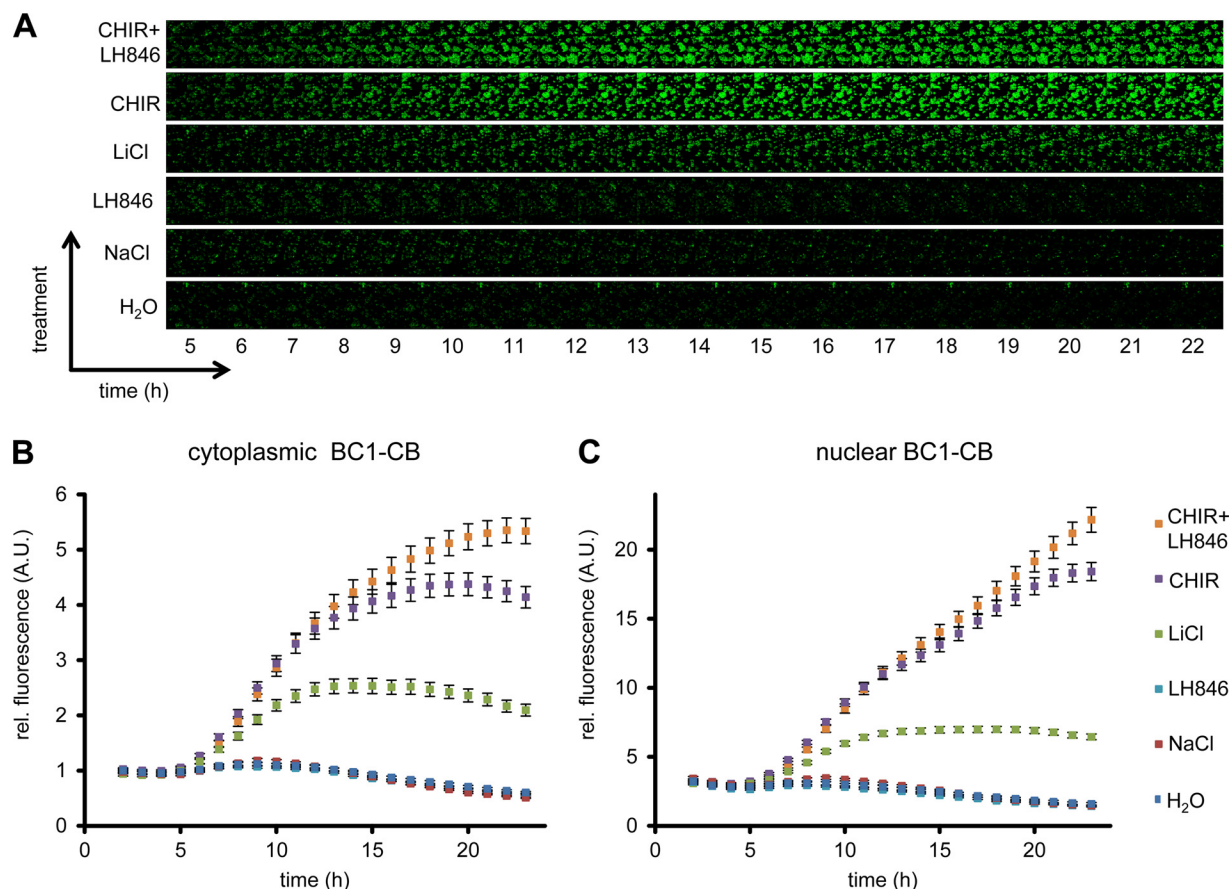 A
CHIR+
LH846
CHIR
LiCl
LH846
NaCl
H₂O
treatment
5 6 7 8 9 10 11 12 13 14 15 16 17 18 19 20 21 22
time (h)
B
cytoplasmic BC1-CB
rel. fluorescence (A.U.)
6
5
4
3
2
1
0
0 5 10 15 20
time (h)
C
nuclear BC1-CB
rel. fluorescence (A.U.)
20
15
10
5
0
0 5 10 15 20
time (h)
CHIR+
LH846
CHIR
LiCl
LH846
NaCl
H₂O